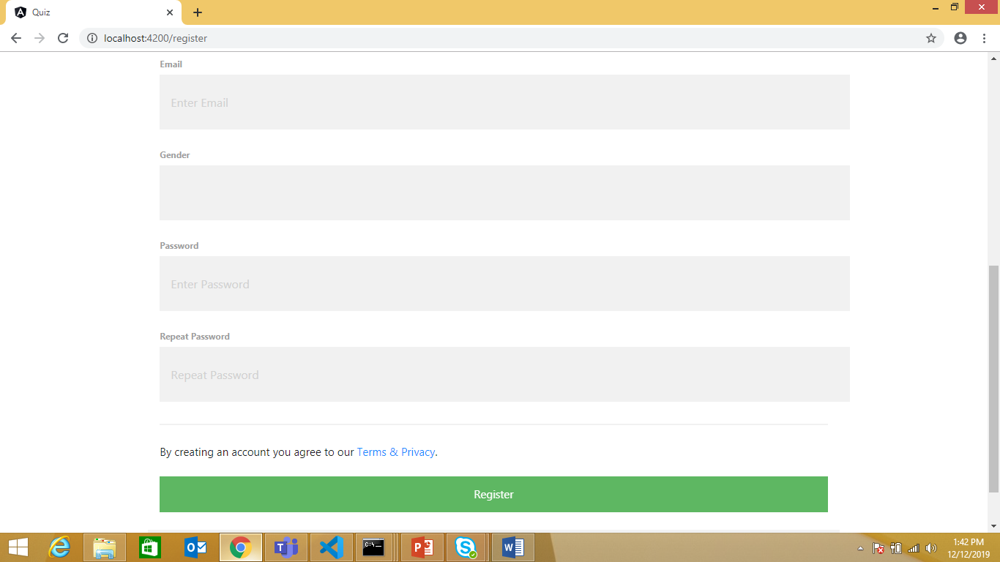 Quiz
localhost:4200/register
Email
Enter Email
Gender
Password
Enter Password
Repeat Password
Repeat Password
By creating an account you agree to our Terms & Privacy.
Register
1:42 PM
12/12/2019